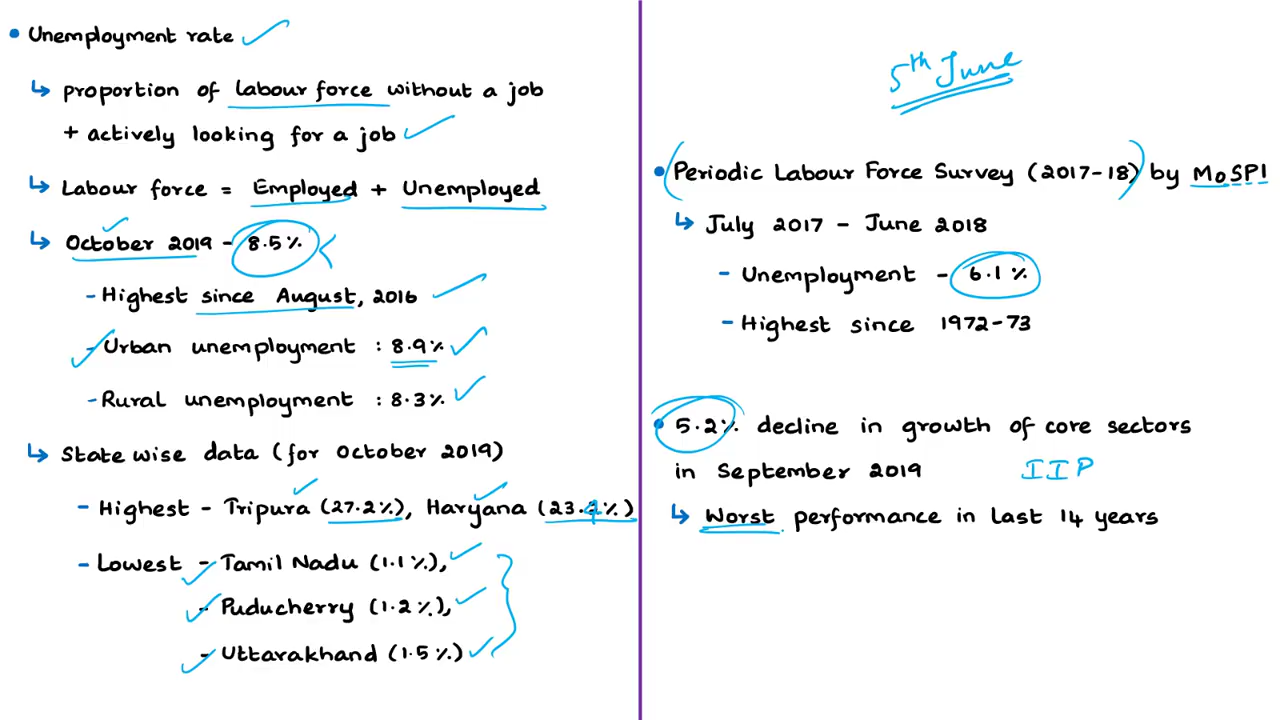 • Unemployment rate
↳ proportion of labour force without a job
+ actively looking for a job
↳ Labour force = Employed + Unemployed
↳ October 2019 - 8.5%
- Highest since August, 2016
- Urban unemployment : 8.9%
- Rural unemployment : 8.3%
↳ State wise data (for October 2019)
- Highest - Tripura (27.2%), Haryana (23.4%)
- Lowest - Tamil Nadu (1.1%),
- Puducherry (1.2%),
- Uttarakhand (1.5%)
5th June
• Periodic Labour Force Survey (2017-18) by MoSPI
↳ July 2017 - June 2018
- Unemployment - 6.1%
- Highest since 1972-73
• 5.2% decline in growth of core sectors
in September 2019 IIP
↳ Worst performance in last 14 years